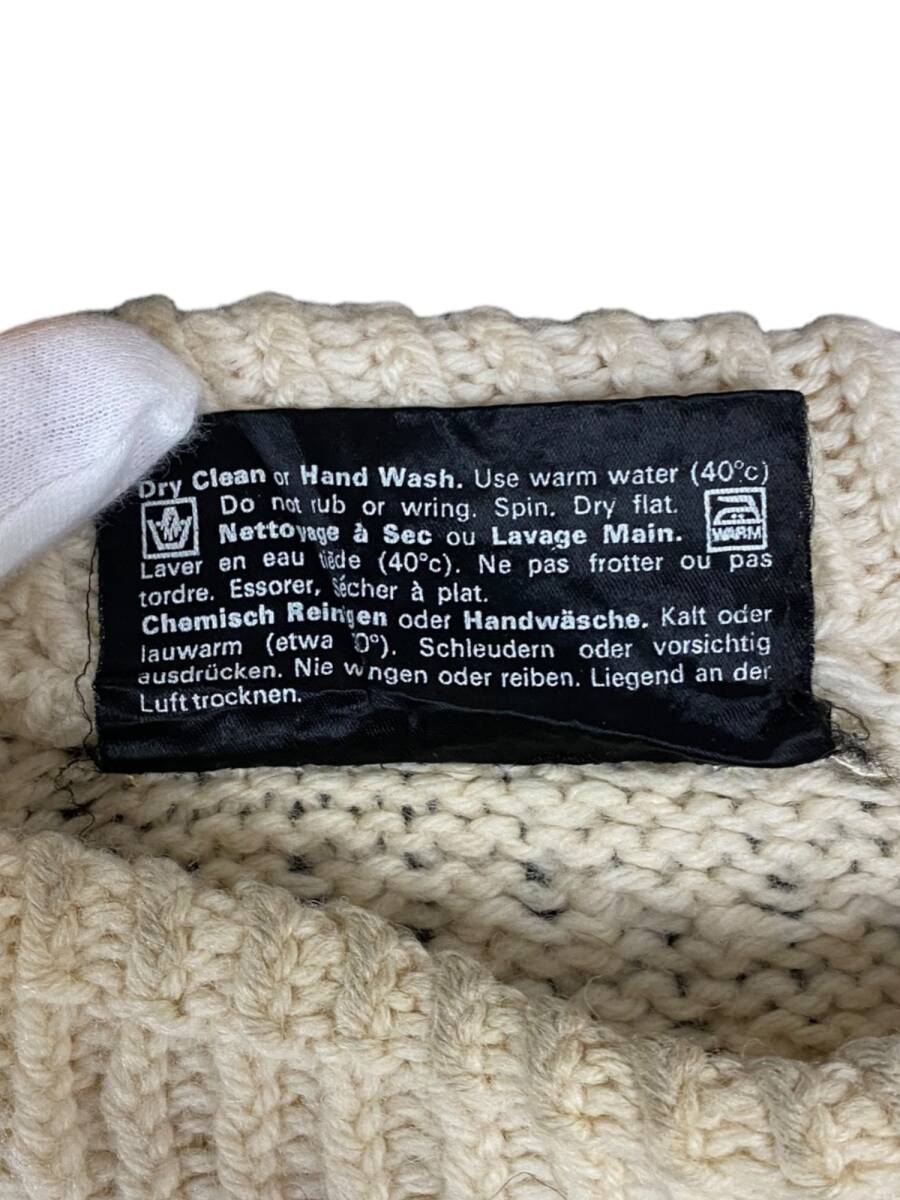 Dry Clean or Hand Wash. Use warm water (40°c)
Do not rub or wring. Spin. Dry flat.
WARM
Nettoyage à Sec ou Lavage Main.
Laver en eau tiède (40°c). Ne pas frotter ou pas
tordre. Essorer, Sécher à plat.
Chemisch Reinigen oder Handwäsche. Kalt oder
lauwarm (etwa 0°). Schleudern oder vorsichtig
ausdrücken. Nie wringen oder reiben. Liegend an der
Luft trocknen.